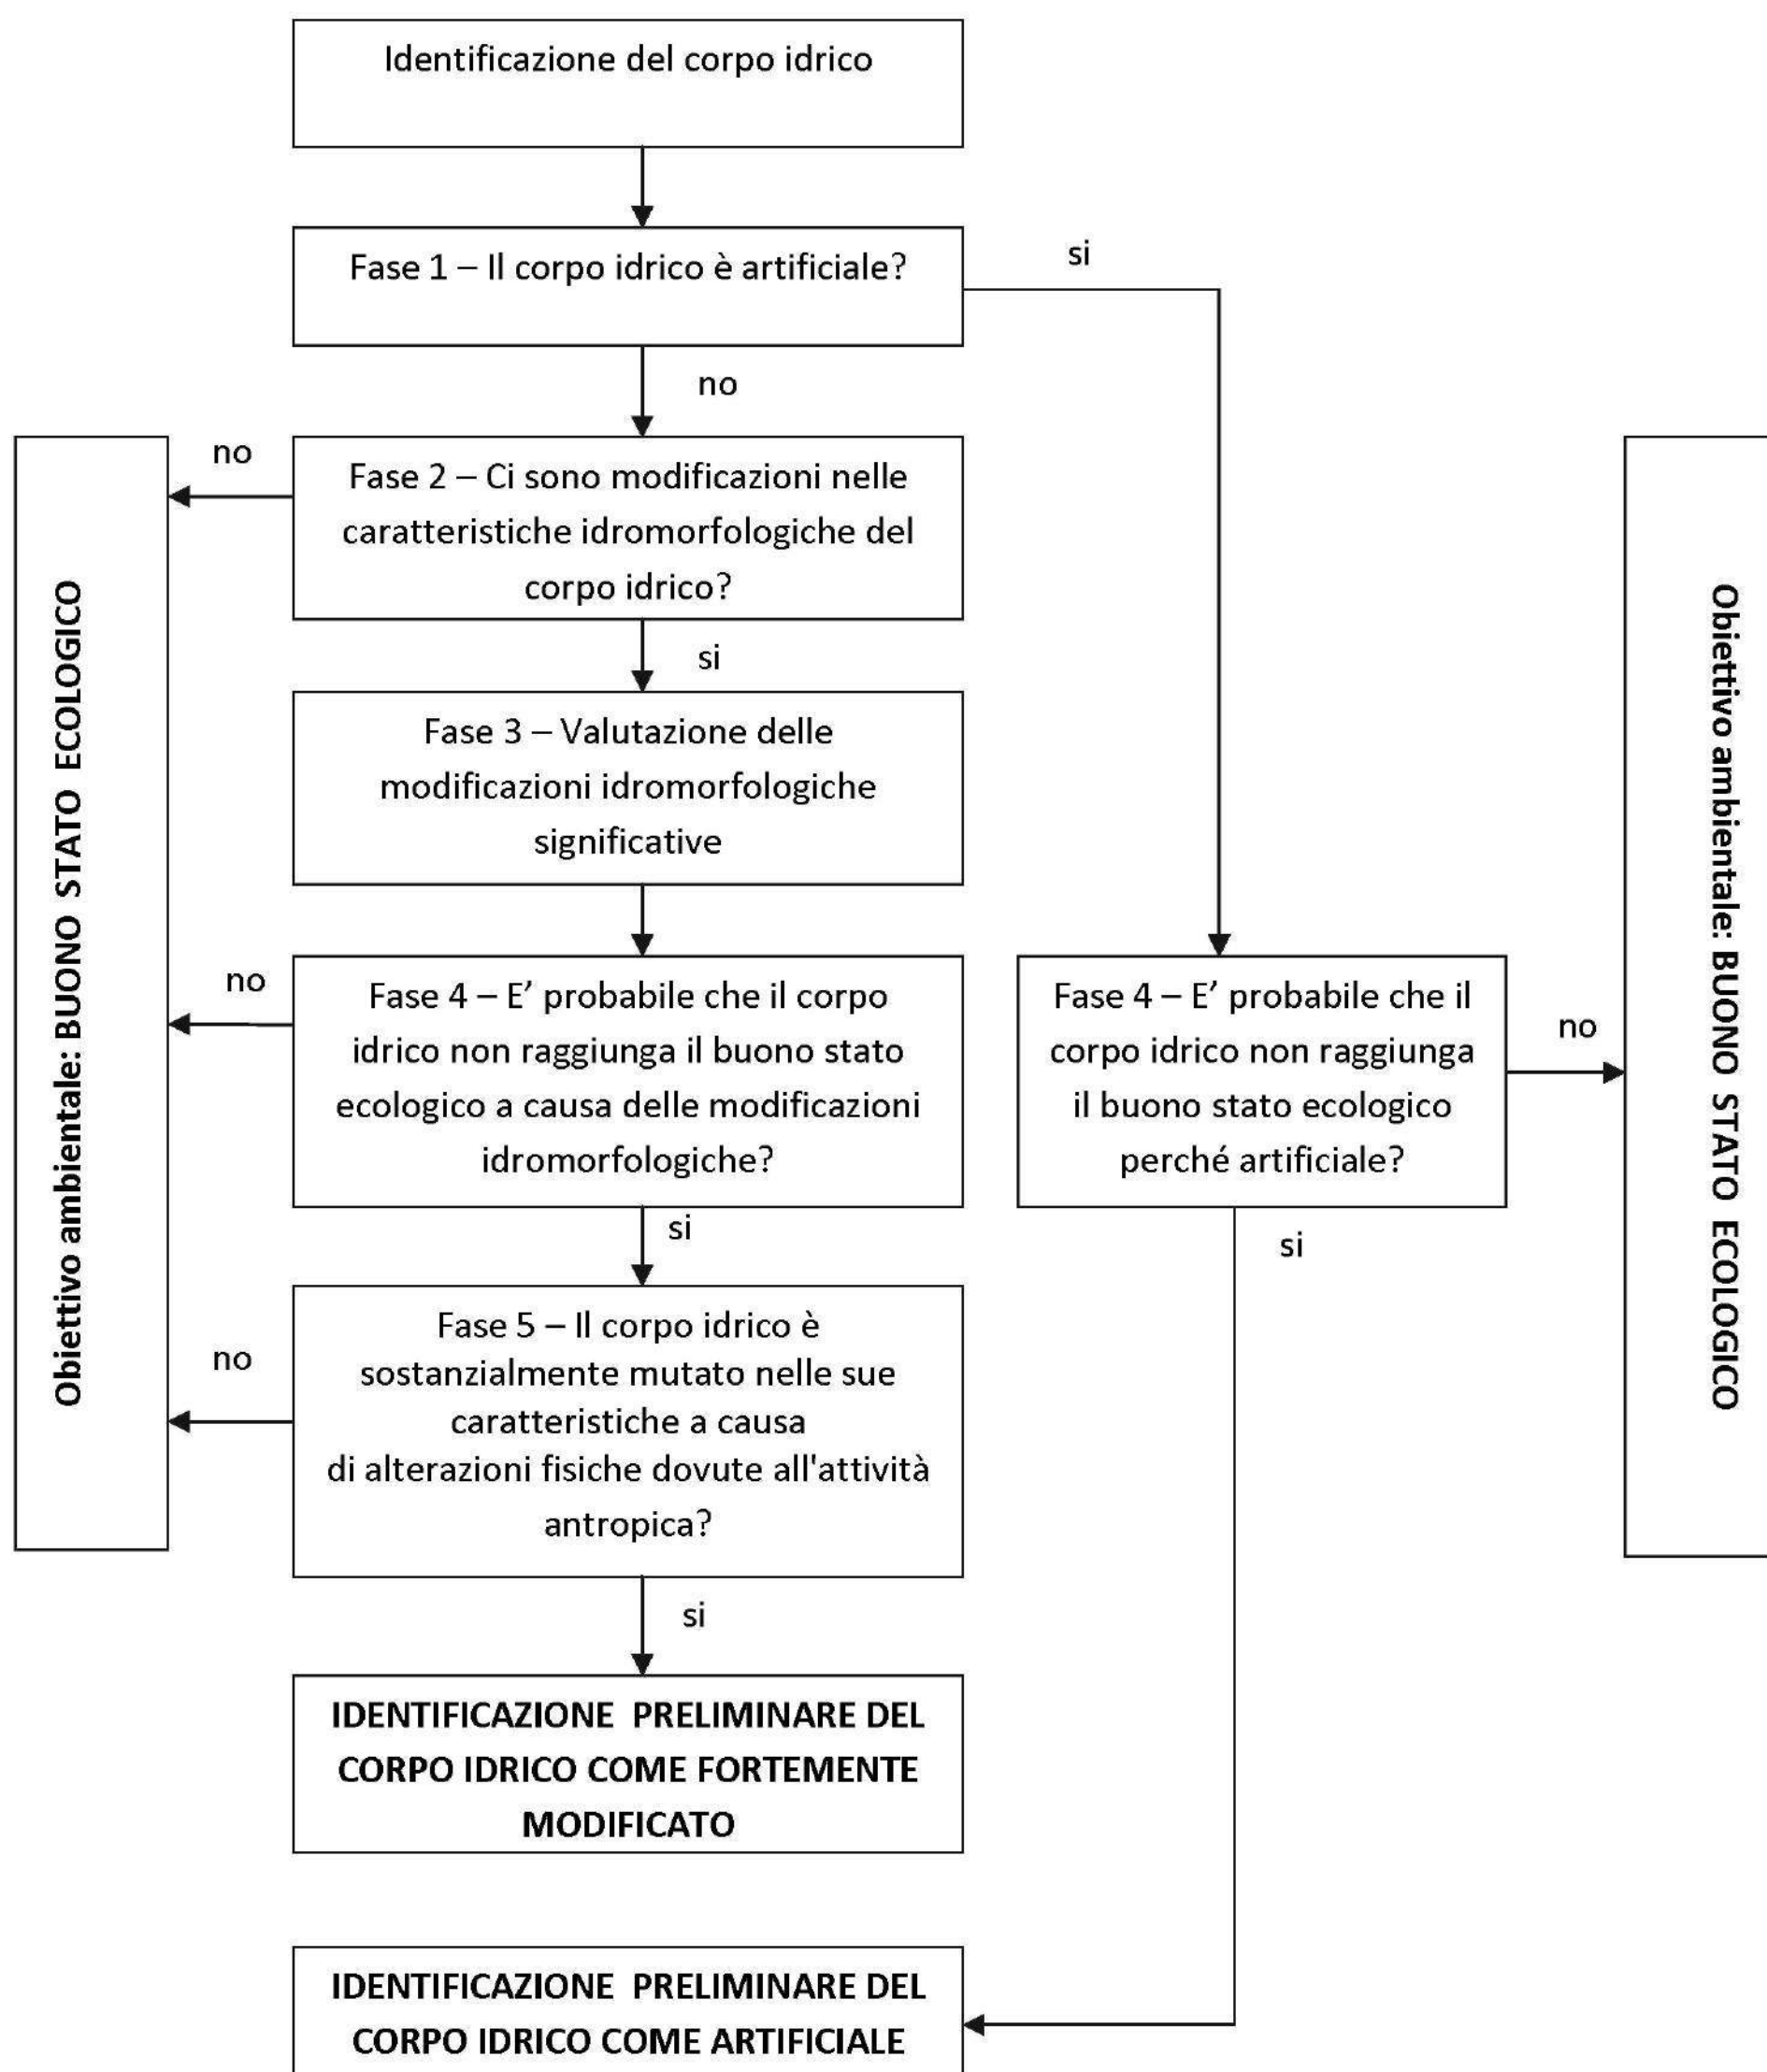 Identificazione del corpo idrico
Fase 1 – Il corpo idrico è artificiale?
si
no
Fase 2 – Ci sono modificazioni nelle
caratteristiche idromorfologiche del
corpo idrico?
no
si
Fase 3 – Valutazione delle
modificazioni idromorfologiche
significative
Fase 4 – E’ probabile che il corpo
idrico non raggiunga il buono stato
ecologico a causa delle modificazioni
idromorfologiche?
no
si
Fase 4 – E’ probabile che il
corpo idrico non raggiunga
il buono stato ecologico
perché artificiale?
no
si
Fase 5 – Il corpo idrico è
sostanzialmente mutato nelle sue
caratteristiche a causa
di alterazioni fisiche dovute all'attività
antropica?
no
si
Obiettivo ambientale: BUONO STATO ECOLOGICO
Obiettivo ambientale: BUONO STATO ECOLOGICO
IDENTIFICAZIONE PRELIMINARE DEL
CORPO IDRICO COME FORTEMENTE
MODIFICATO
IDENTIFICAZIONE PRELIMINARE DEL
CORPO IDRICO COME ARTIFICIALE